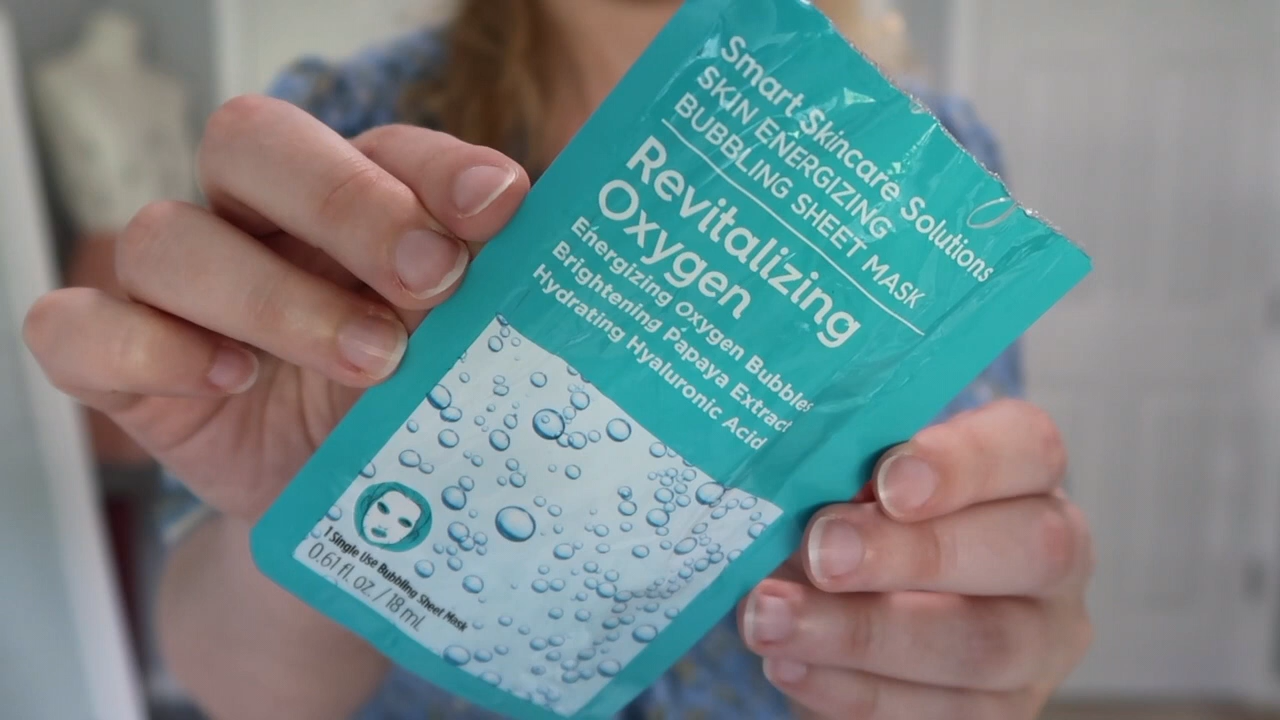 Smart Skincare Solutions
SKIN ENERGIZING
BUBBLING SHEET MASK
Revitalizing
Oxygen
Energizing Oxygen Bubbles
Brightening Papaya Extract
Hydrating Hyaluronic Acid
1 Single Use Bubbling Sheet Mask
0.61 fl. oz. / 18 mL